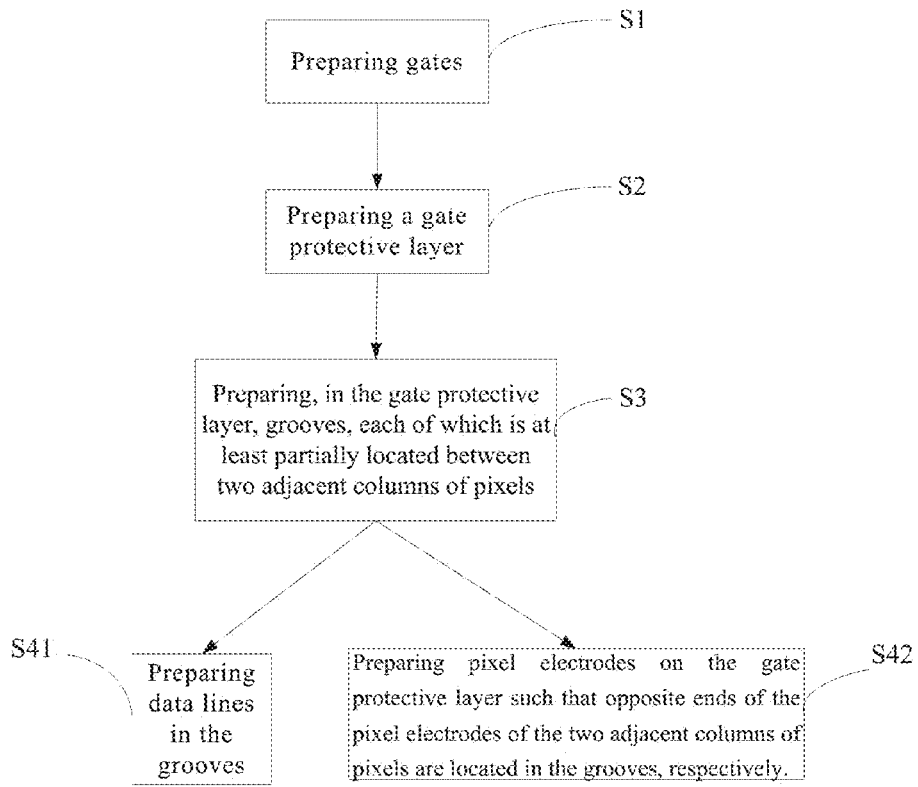 S1
Preparing gates
S2
Preparing a gate
protective layer
S3
Preparing, in the gate protective
layer, grooves, each of which is at
least partially located between
two adjacent columns of pixels
S41
Preparing
data lines
in the
grooves
S42
Preparing pixel electrodes on the gate
protective layer such that opposite ends of the
pixel electrodes of the two adjacent columns of
pixels are located in the grooves, respectively.